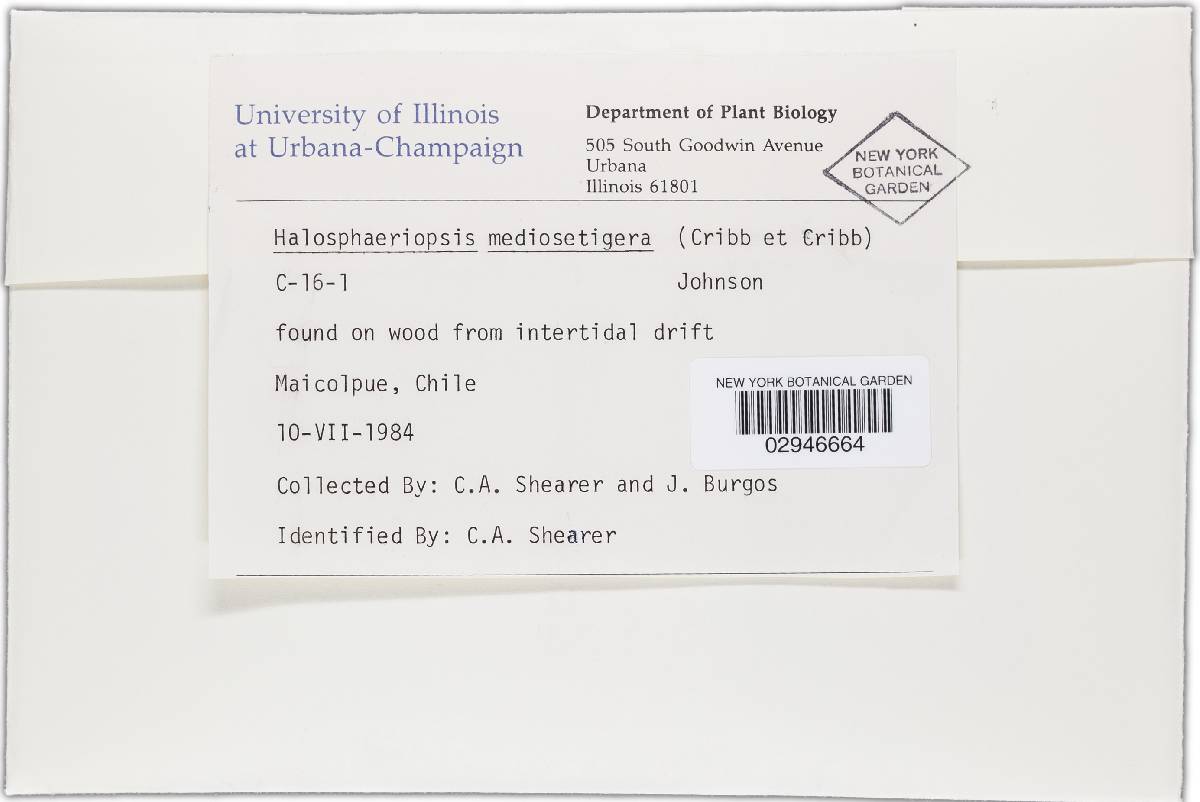 University of Illinois
at Urbana-Champaign
Department of Plant Biology
505 South Goodwin Avenue
Urbana
Illinois 61801
NEW YORK
BOTANICAL
GARDEN
Halosphaeriopsis mediosetigera (Cribb et Cribb)
C-16-1 Johnson
found on wood from intertidal drift
Maicolpue, Chile
10-VII-1984
NEW YORK BOTANICAL GARDEN
02946664
Collected By: C.A. Shearer and J. Burgos
Identified By: C.A. Shearer